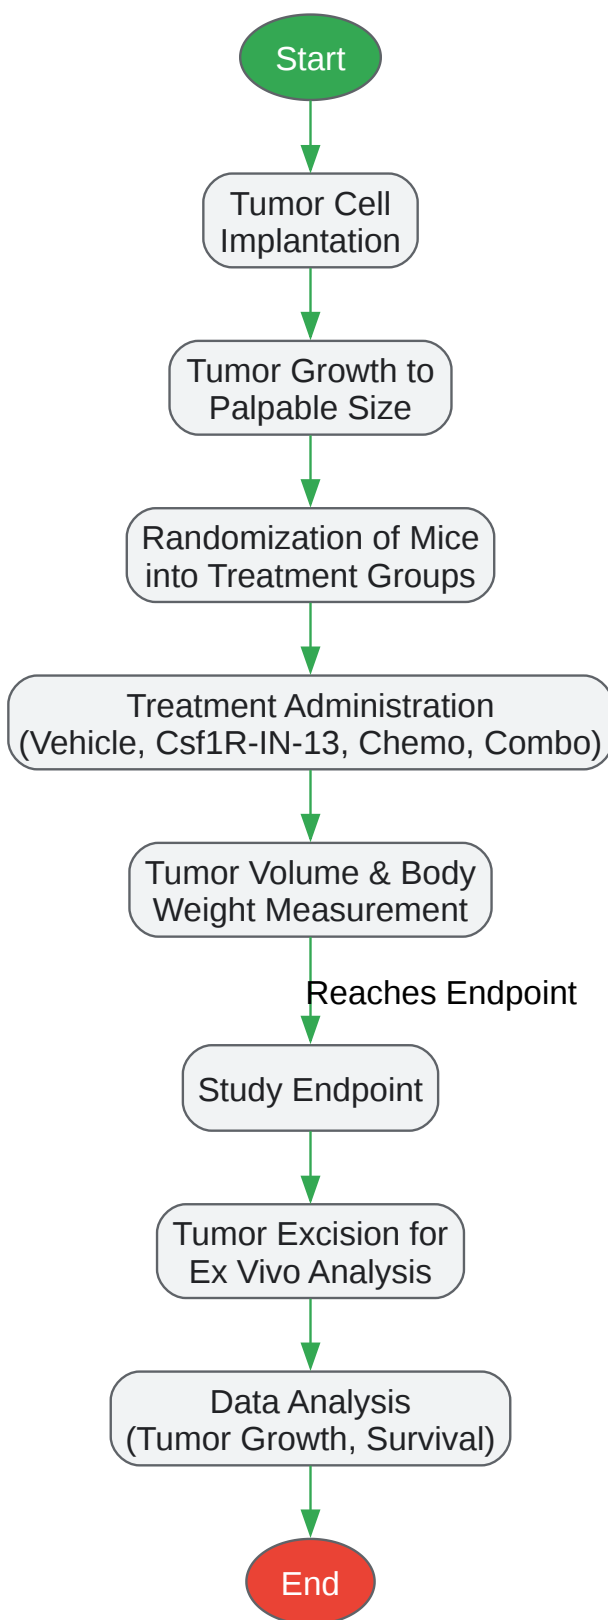 Start
Tumor Cell
Implantation
Tumor Growth to
Palpable Size
Randomization of Mice
into Treatment Groups
Treatment Administration
(Vehicle, Csf1R-IN-13, Chemo, Combo)
Tumor Volume & Body
Weight Measurement
Reaches Endpoint
Study Endpoint
Tumor Excision for
Ex Vivo Analysis
Data Analysis
(Tumor Growth, Survival)
End